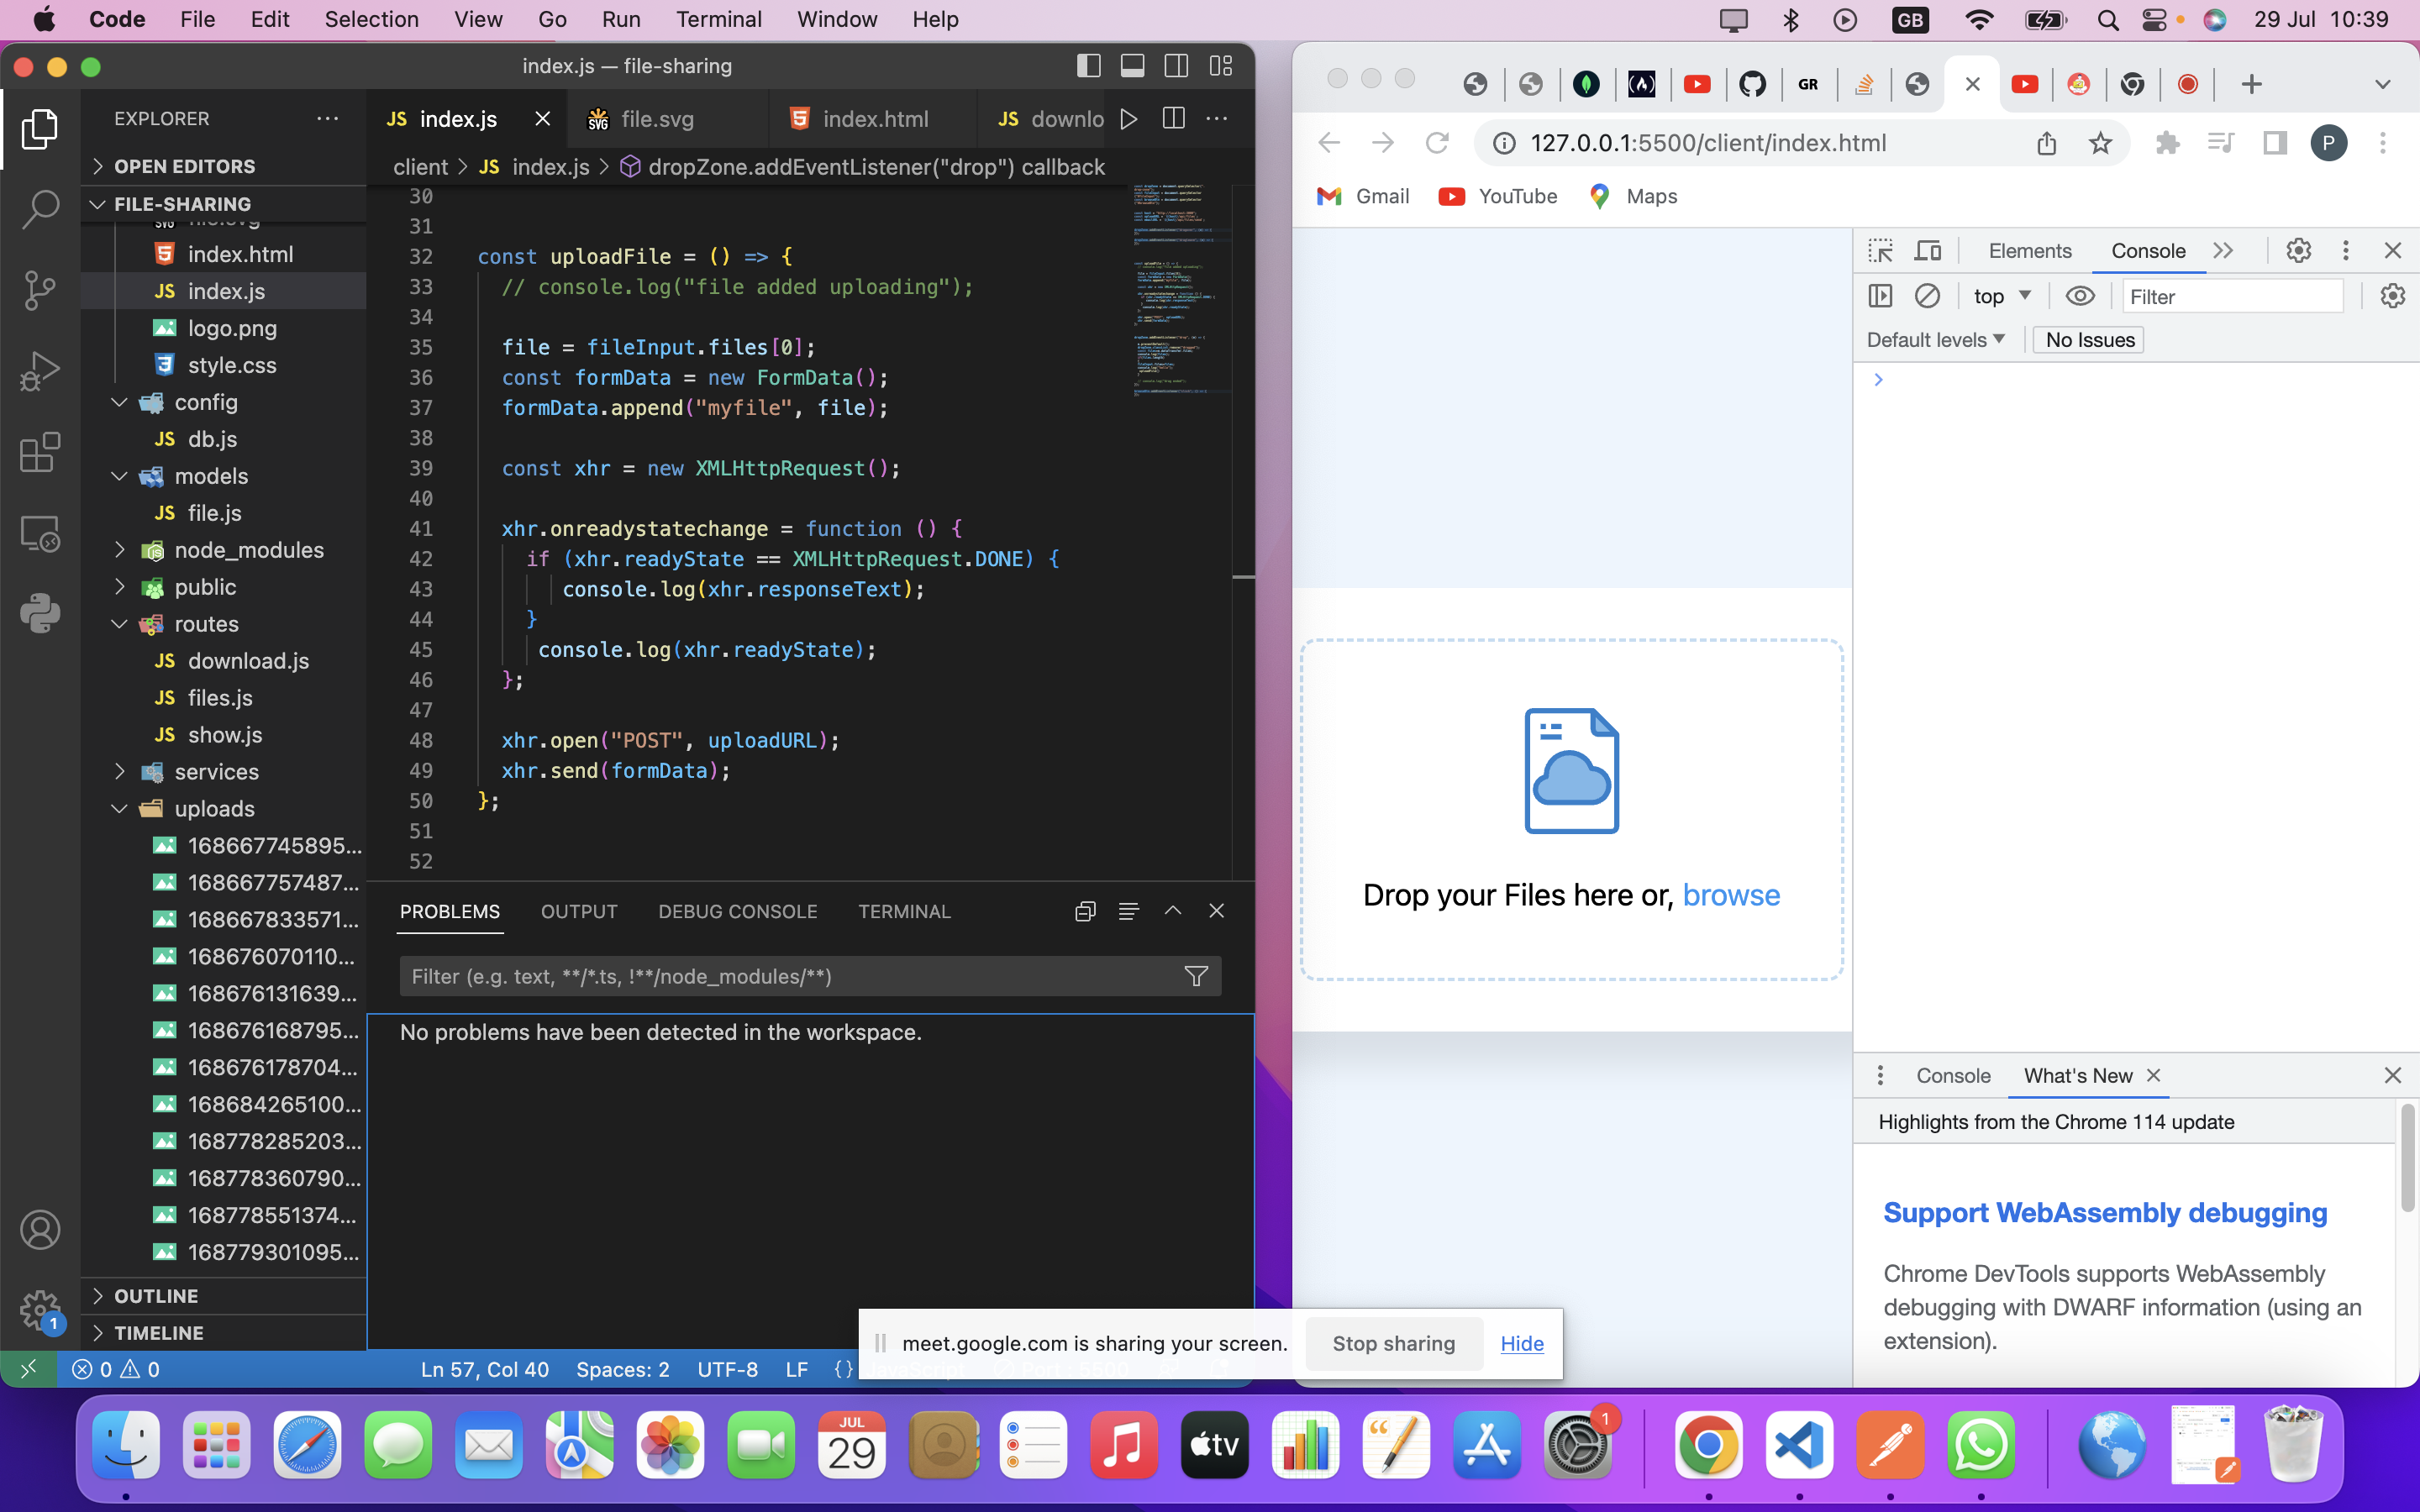 Code File Edit Selection View Go Run Terminal Window Help GB 29 Jul 10:39
index.js — file-sharing
EXPLORER
OPEN EDITORS
FILE-SHARING
index.html
index.js
logo.png
style.css
config
db.js
models
file.js
node_modules
public
routes
download.js
files.js
show.js
services
uploads
168667745895...
168667757487...
168667833571...
168676070110...
168676131639...
168676168795...
168676178704...
168684265100...
168778285203...
168778360790...
168778551374...
168779301095...
OUTLINE
TIMELINE
JS index.js file.svg index.html JS downlo
client > JS index.js > dropZone.addEventListener("drop") callback
30
31
32 const uploadFile = () => {
33 // console.log("file added uploading");
34
35 file = fileInput.files[0];
36 const formData = new FormData();
37 formData.append("myfile", file);
38
39 const xhr = new XMLHttpRequest();
40
41 xhr.onreadystatechange = function () {
42 if (xhr.readyState == XMLHttpRequest.DONE) {
43 console.log(xhr.responseText);
44 }
45 console.log(xhr.readyState);
46 };
47
48 xhr.open("POST", uploadURL);
49 xhr.send(formData);
50 };
51
52
PROBLEMS OUTPUT DEBUG CONSOLE TERMINAL
Filter (e.g. text, **/*.ts, !**/node_modules/**)
No problems have been detected in the workspace.
0 0 Ln 57, Col 40 Spaces: 2 UTF-8 LF {}
meet.google.com is sharing your screen. Stop sharing Hide
GR
127.0.0.1:5500/client/index.html
P
Gmail YouTube Maps
Drop your Files here or, browse
Elements Console
top Filter
Default levels No Issues
Console What's New
Highlights from the Chrome 114 update
Support WebAssembly debugging
Chrome DevTools supports WebAssembly
debugging with DWARF information (using an
extension).
1
JUL
29
tv
1